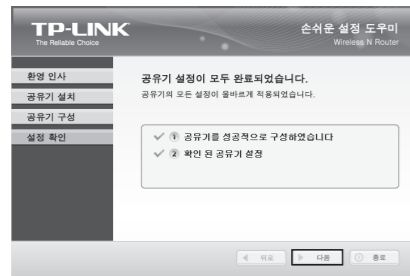 TP-LINK
The Reliable Choice
손쉬운 설정 도우미
Wireless N Router
환영 인사
공유기 설치
공유기 구성
설정 확인
공유기 설정이 모두 완료되었습니다.
공유기의 모든 설정이 올바르게 적용되었습니다.
1 공유기를 성공적으로 구성하였습니다
2 확인 된 공유기 설정
뒤로
다음
종료